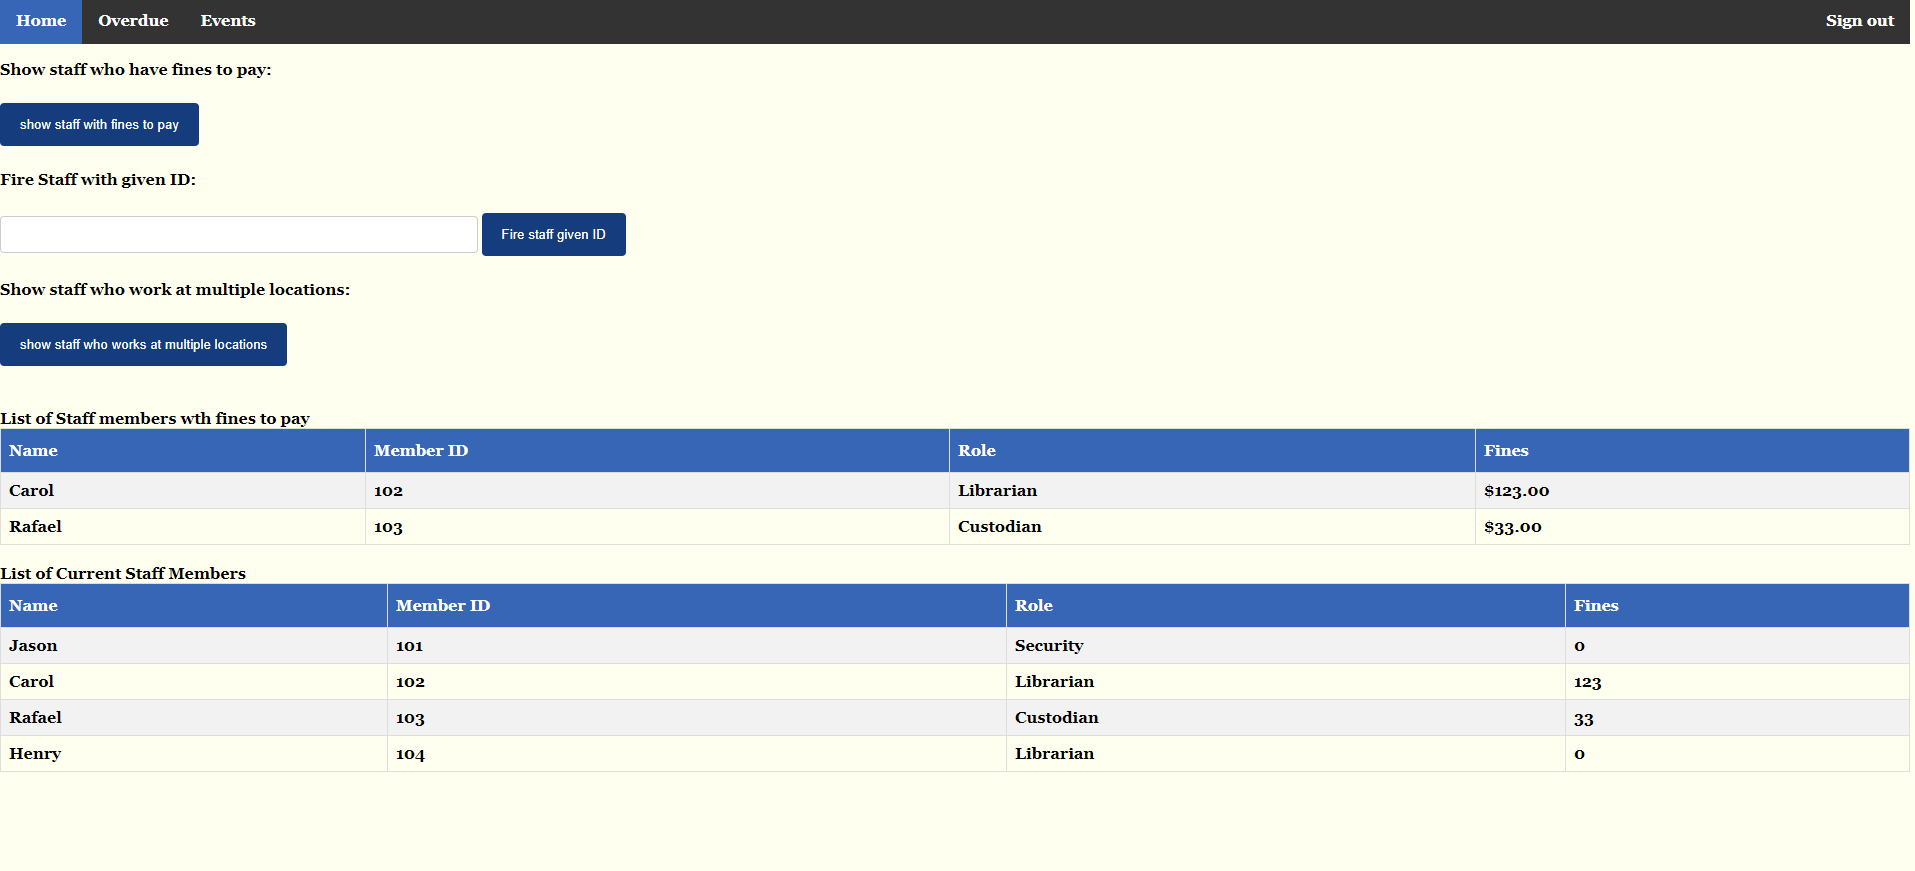 Home Overdue Events Sign out
Show staff who have fines to pay:
show staff with fines to pay
Fire Staff with given ID:
Fire staff given ID
Show staff who work at multiple locations:
show staff who works at multiple locations
List of Staff members wth fines to pay
Name Member ID Role Fines
Carol 102 Librarian $123.00
Rafael 103 Custodian $33.00
List of Current Staff Members
Name Member ID Role Fines
Jason 101 Security 0
Carol 102 Librarian 123
Rafael 103 Custodian 33
Henry 104 Librarian 0